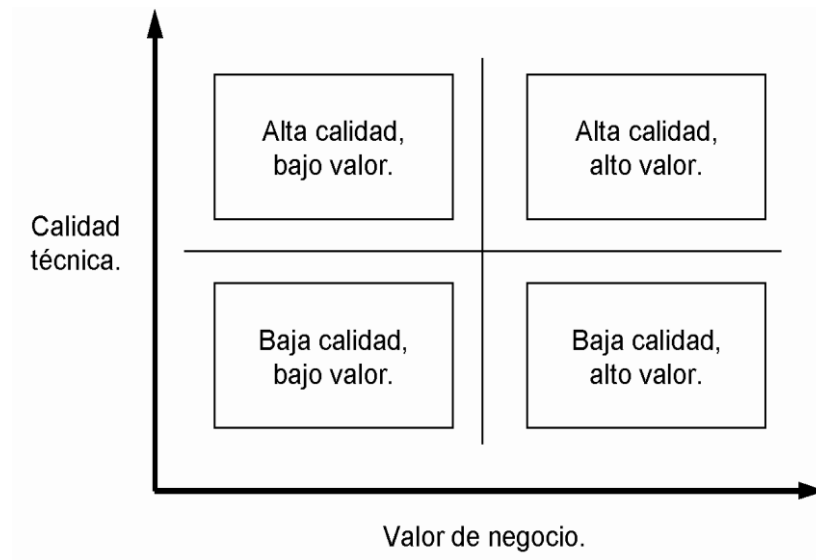 Alta calidad,
bajo valor.
Alta calidad,
alto valor.
Calidad
técnica.
Baja calidad,
bajo valor.
Baja calidad,
alto valor.
Valor de negocio.